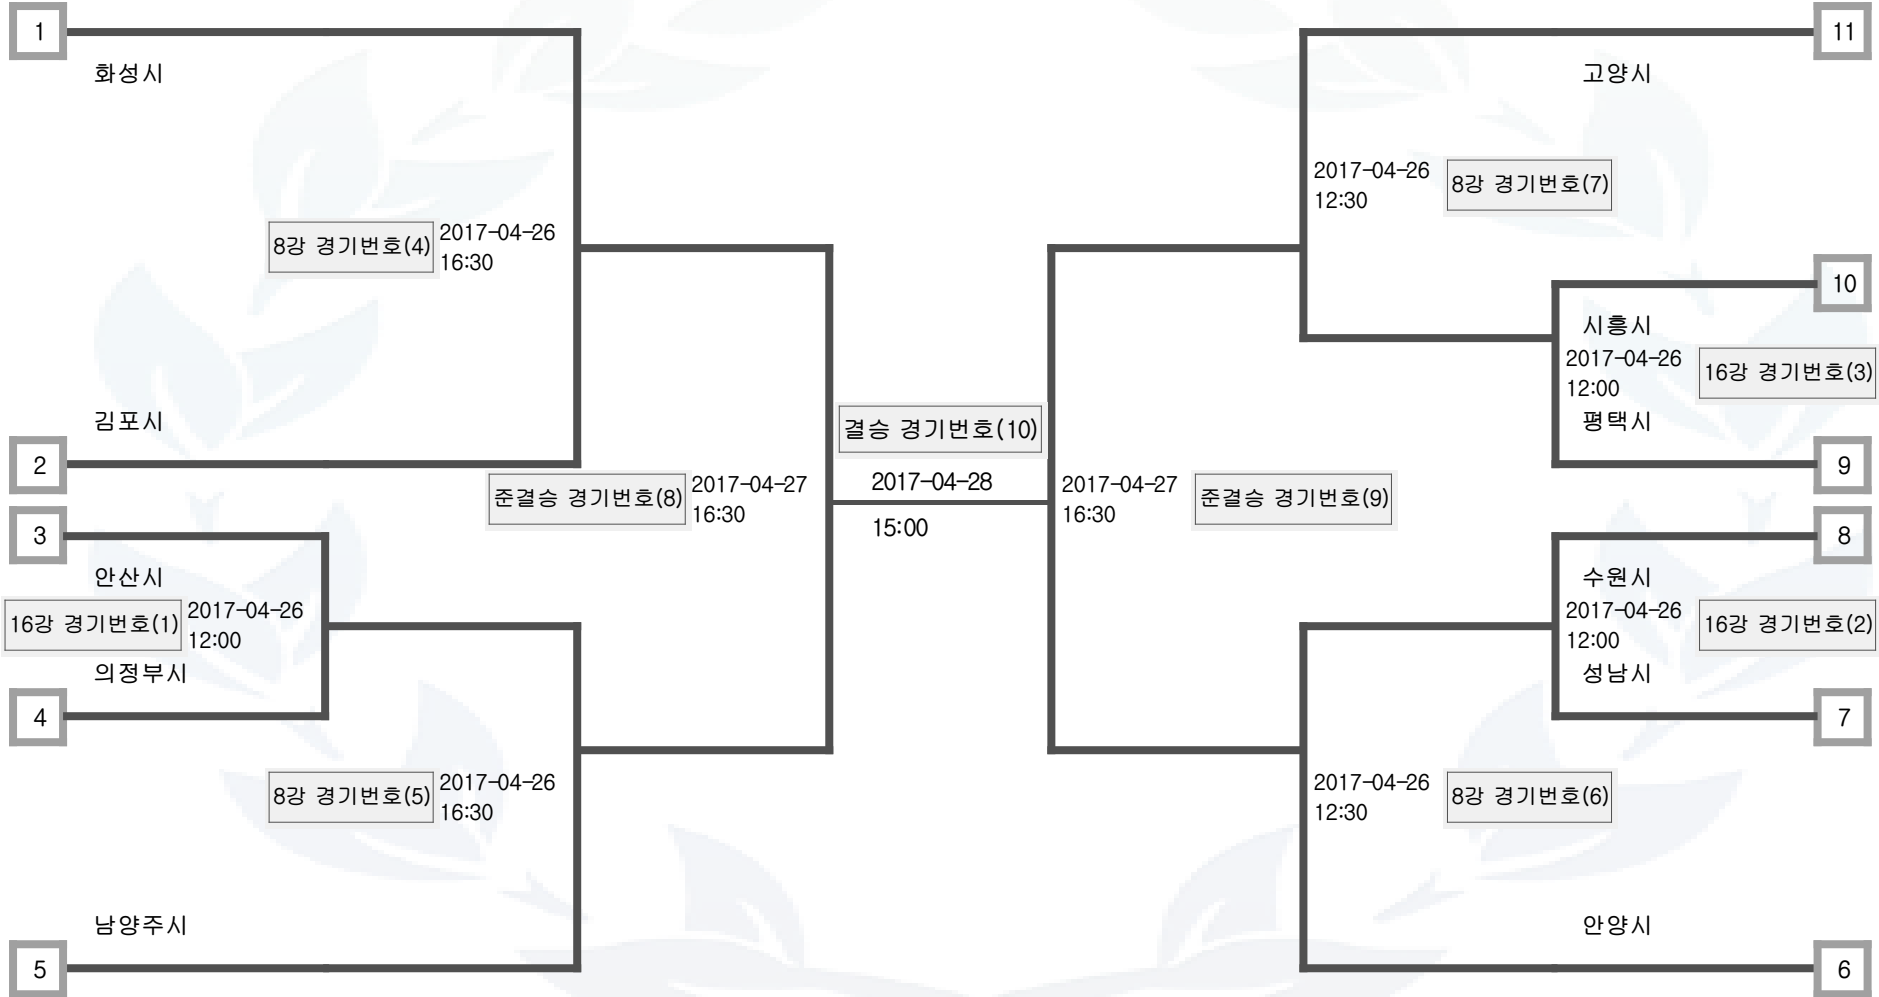 1
화성시
8강 경기번호(4)
2017-04-26
16:30
김포시
2
준결승 경기번호(8)
2017-04-27
16:30
3
안산시
16강 경기번호(1)
2017-04-26
12:00
의정부시
4
8강 경기번호(5)
2017-04-26
16:30
남양주시
5
결승 경기번호(10)
2017-04-28
15:00
11
고양시
2017-04-26
12:30
8강 경기번호(7)
10
시흥시
2017-04-26
12:00
16강 경기번호(3)
평택시
9
2017-04-27
16:30
준결승 경기번호(9)
8
수원시
2017-04-26
12:00
16강 경기번호(2)
성남시
7
2017-04-26
12:30
8강 경기번호(6)
안양시
6